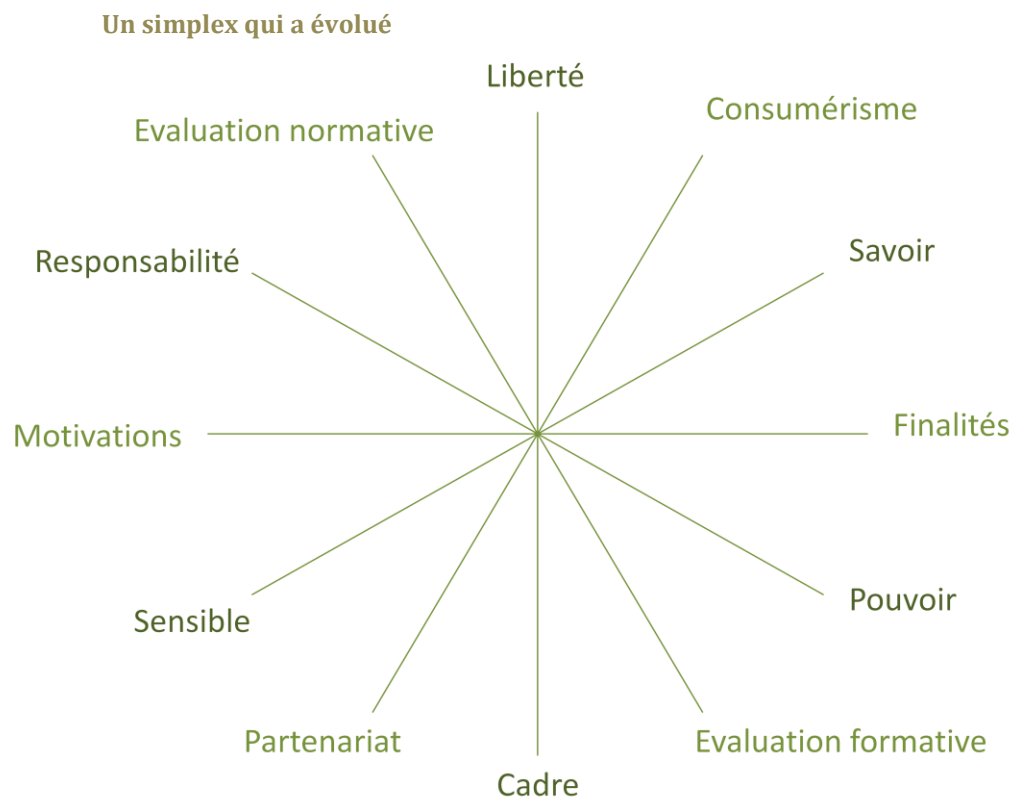 Un simplex qui a évolué
Liberté
Consumérisme
Evaluation normative
Savoir
Responsabilité
Finalités
Motivations
Pouvoir
Sensible
Partenariat
Evaluation formative
Cadre